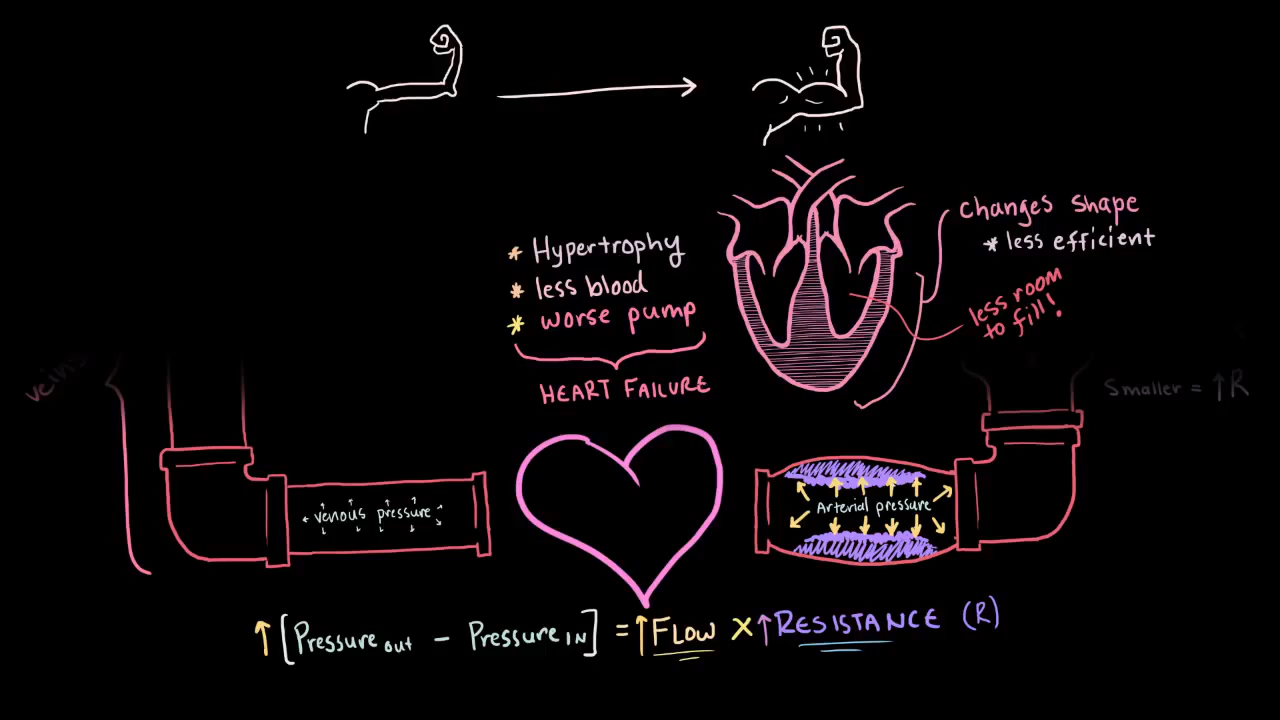 Changes shape
* less efficient
* Hypertrophy
* less blood
* worse pump
less room
to fill!
HEART FAILURE
veins
Smaller = ↑R
venous pressure
Arterial pressure
↑[Pressure out - Pressure IN] = ↑FLOW x ↑RESISTANCE (R)